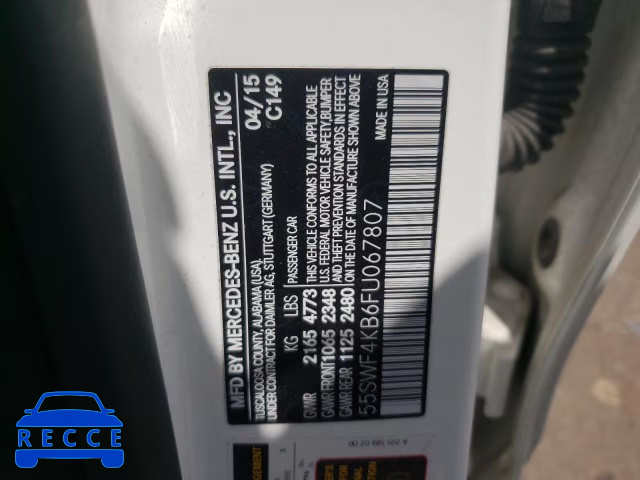 MFD BY MERCEDES-BENZ U.S. INTL., INC
TUSCALOOSA COUNTY, ALABAMA (USA)
UNDER CONTRACT FOR DAIMLER AG, STUTTGART (GERMANY)
04/15
C149
KG LBS PASSENGER CAR
GVWR 2165 4773
GAWR FRONT 1065 2348
GAWR REAR 1125 2480
THIS VEHICLE CONFORMS TO ALL APPLICABLE
U.S. FEDERAL MOTOR VEHICLE SAFETY, BUMPER
AND THEFT PREVENTION STANDARDS IN EFFECT
ON THE DATE OF MANUFACTURE SHOWN ABOVE
55SWF4KB6FU067807
MADE IN USA
RECCE